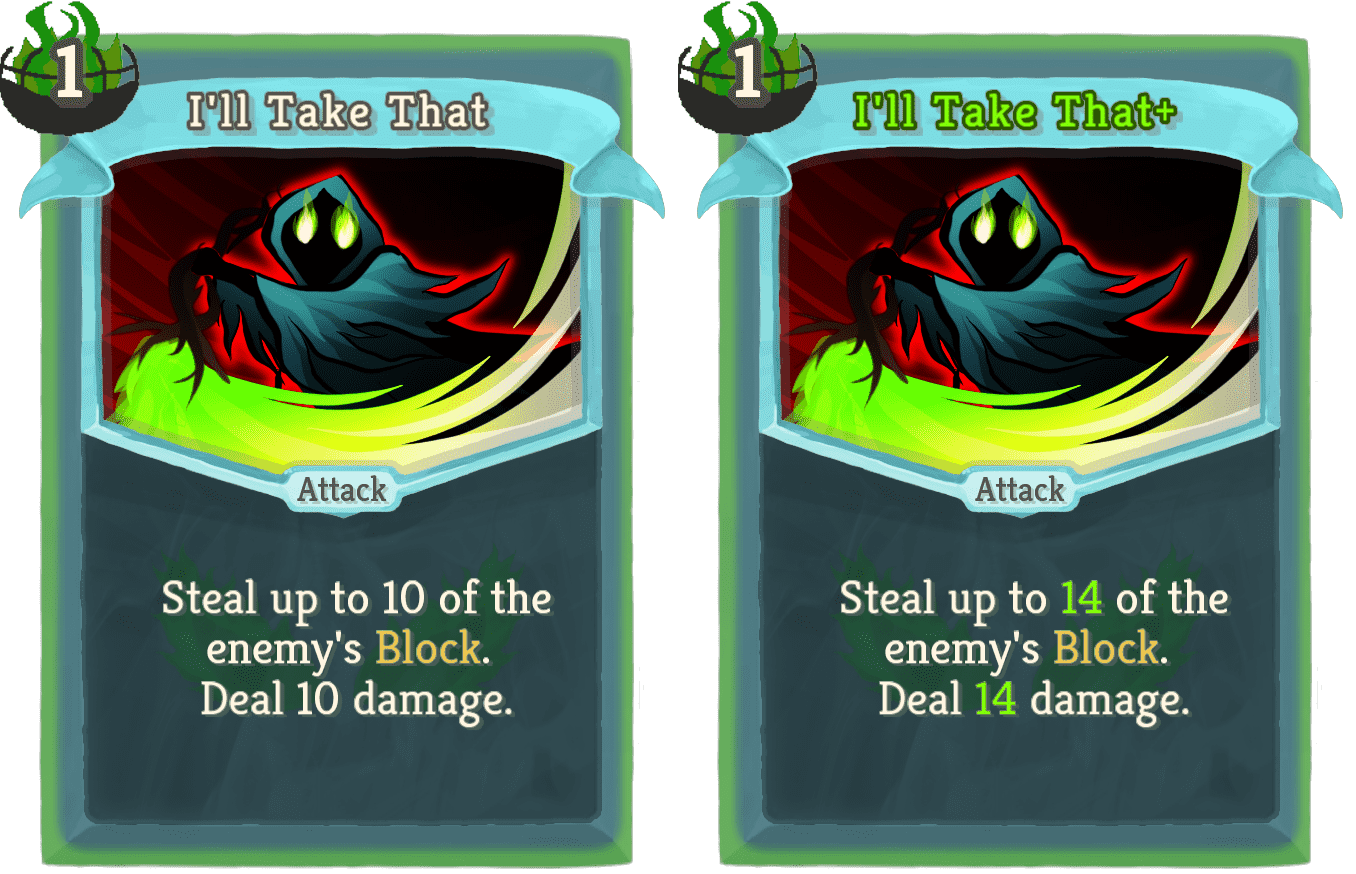 1
I'll Take That
Attack
Steal up to 10 of the
enemy's Block.
Deal 10 damage.
1
I'll Take That+
Attack
Steal up to 14 of the
enemy's Block.
Deal 14 damage.